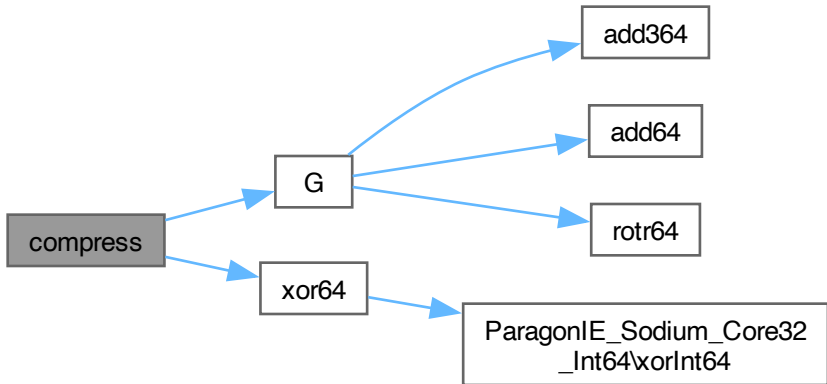 add364
add64
G
rotr64
compress
xor64
ParagonIE_Sodium_Core32
_Int64\xorInt64